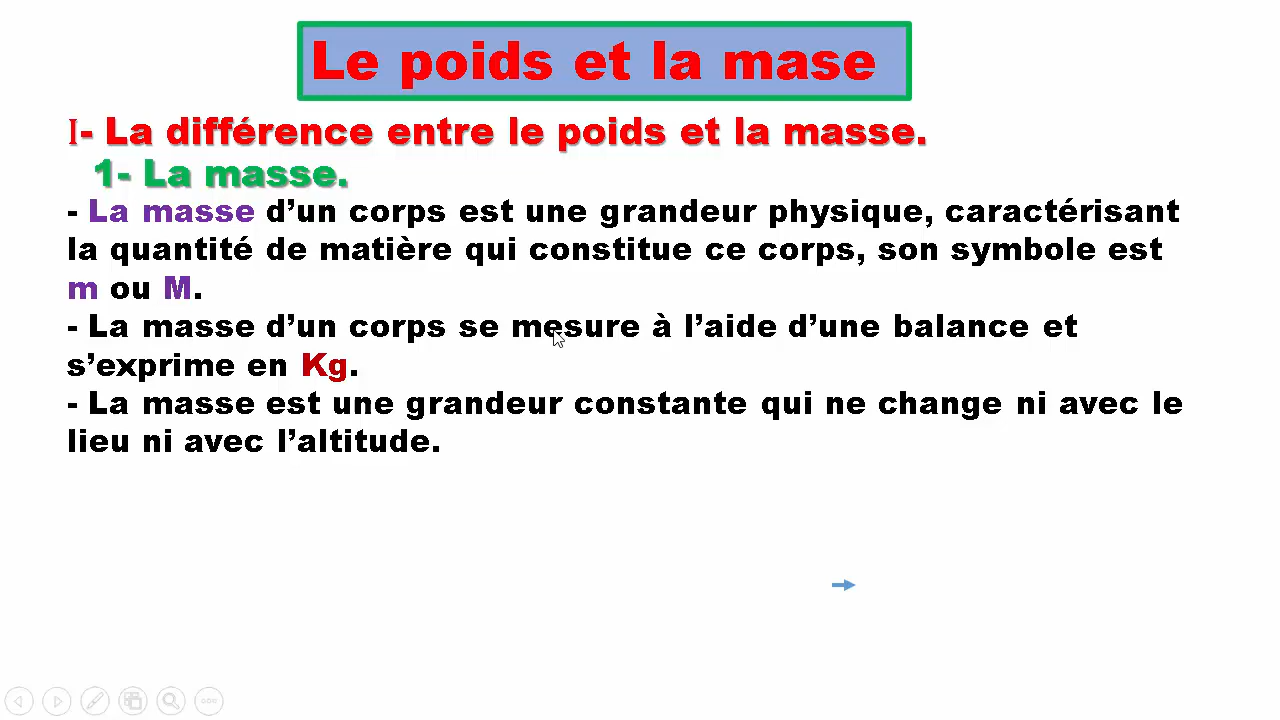 Le poids et la mase
I- La différence entre le poids et la masse.
1- La masse.
- La masse d’un corps est une grandeur physique, caractérisant
la quantité de matière qui constitue ce corps, son symbole est
m ou M.
- La masse d’un corps se mesure à l’aide d’une balance et
s’exprime en Kg.
- La masse est une grandeur constante qui ne change ni avec le
lieu ni avec l’altitude.